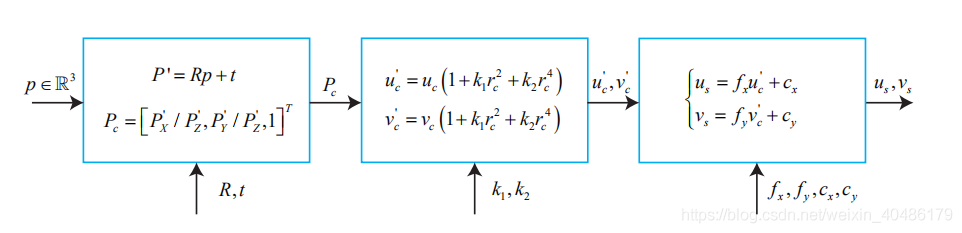 p ∈ ℝ³
P' = Rp + t
P_c = [P'_X / P'_Z, P'_Y / P'_Z, 1]^T
R, t
P_c
u'_c = u_c (1 + k_1 r_c^2 + k_2 r_c^4)
v'_c = v_c (1 + k_1 r_c^2 + k_2 r_c^4)
k_1, k_2
u'_c, v'_c
{ u_s = f_x u'_c + c_x
v_s = f_y v'_c + c_y
f_x, f_y, c_x, c_y
u_s, v_s
https://blog.csdn.net/weixin_40486179